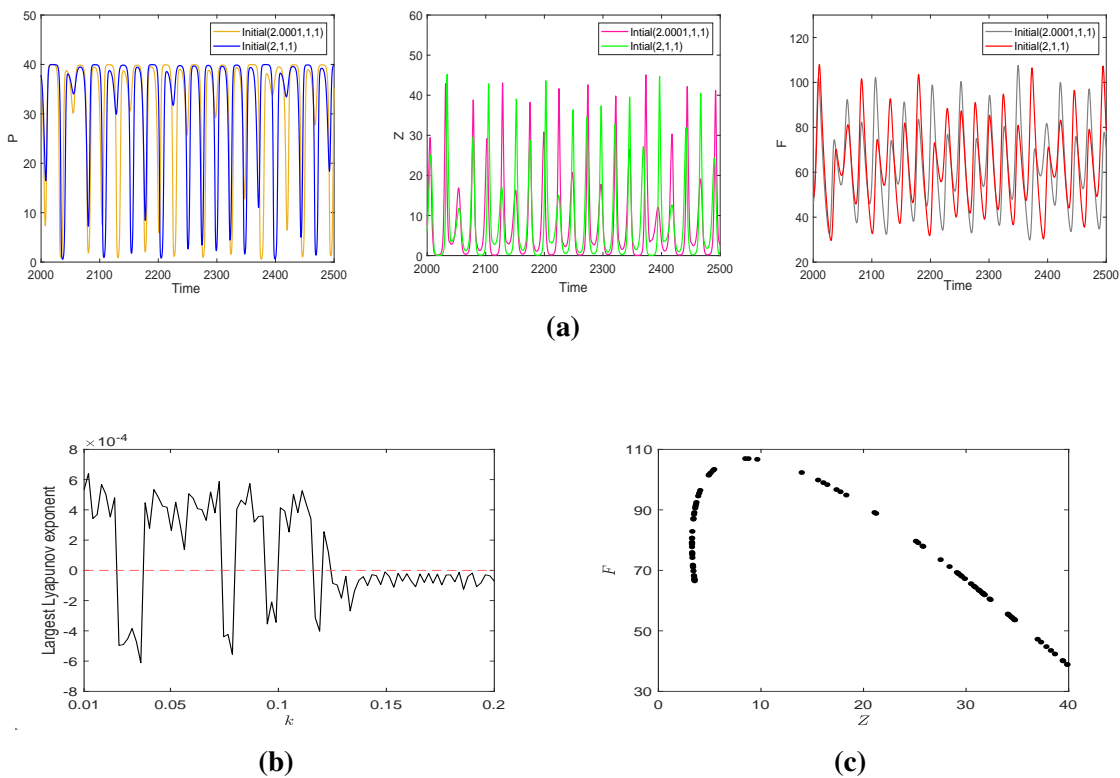 50
40
30
20
10
0
P
2000 2100 2200 2300 2400 2500
Time
Initial(2.0001,1,1)
Initial(2,1,1)
60
50
40
30
20
10
0
Z
2000 2100 2200 2300 2400 2500
Time
Intial(2.0001,1,1)
Intial(2,1,1)
120
100
80
60
40
20
F
2000 2100 2200 2300 2400 2500
Time
Initial(2.0001,1,1)
Initial(2,1,1)
(a)
×10-4
8
6
4
2
0
-2
-4
-6
-8
Largest Lyapunov exponent
0.01 0.05 0.1 0.15 0.2
k
(b)
110
90
70
50
30
F
0 10 20 30 40
Z
(c)